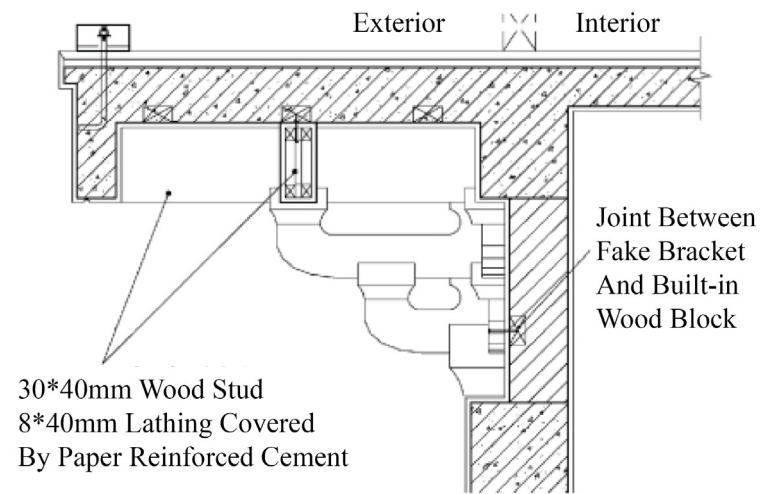 Exterior
Interior
Joint Between
Fake Bracket
And Built-in
Wood Block
30*40mm Wood Stud
8*40mm Lathing Covered
By Paper Reinforced Cement